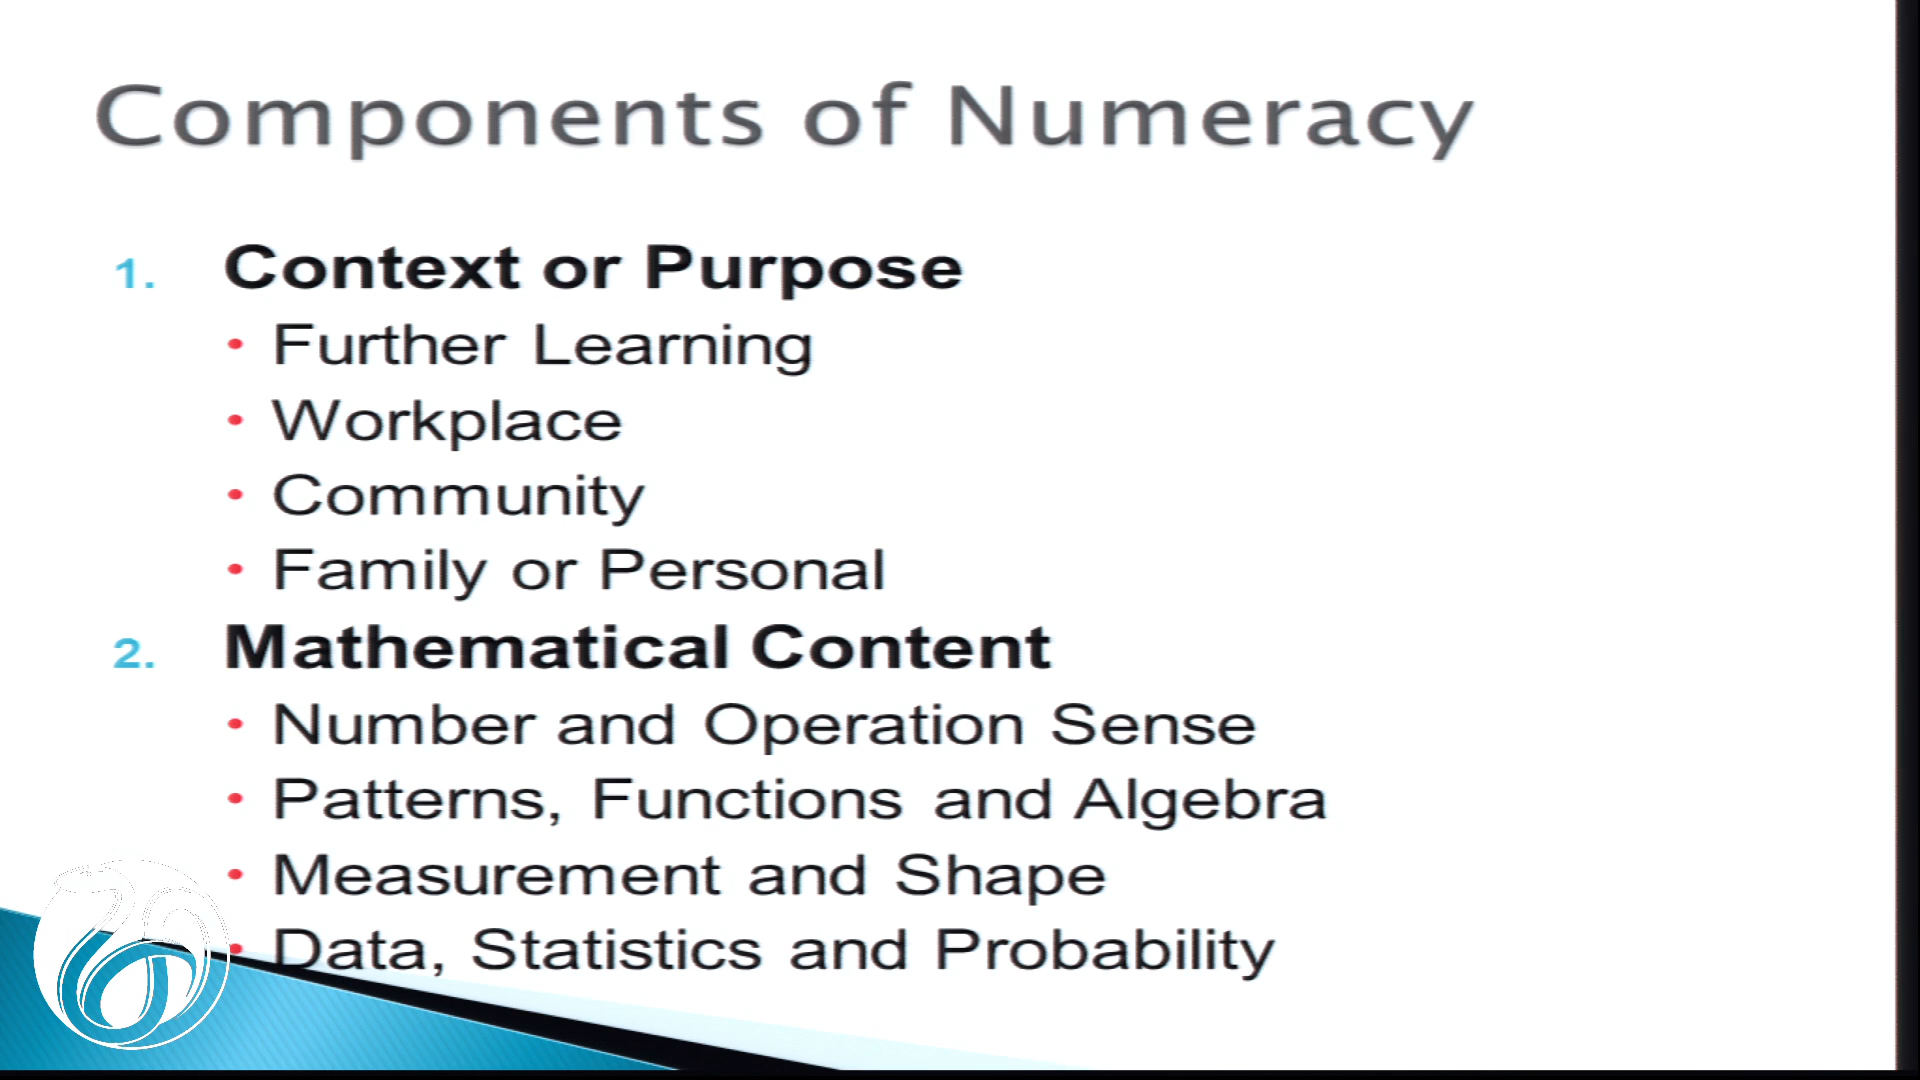 Components of Numeracy
1. Context or Purpose
• Further Learning
• Workplace
• Community
• Family or Personal
2. Mathematical Content
• Number and Operation Sense
• Patterns, Functions and Algebra
• Measurement and Shape
• Data, Statistics and Probability